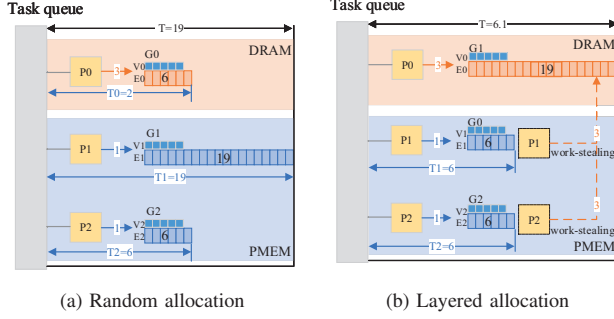 Task queue
T=19
DRAM
P0
3
G0
V0
E0
6
T0=2
P1
1
G1
V1
E1
19
T1=19
P2
1
G2
V2
E2
6
T2=6
PMEM
(a) Random allocation
Task queue
T=6.1
DRAM
P0
3
G1
V0
E0
19
P1
1
G0
V1
E1
6
P1
3
work-stealing
T1=6
P2
1
G2
V2
E2
6
P2
3
work-stealing
T2=6
PMEM
(b) Layered allocation